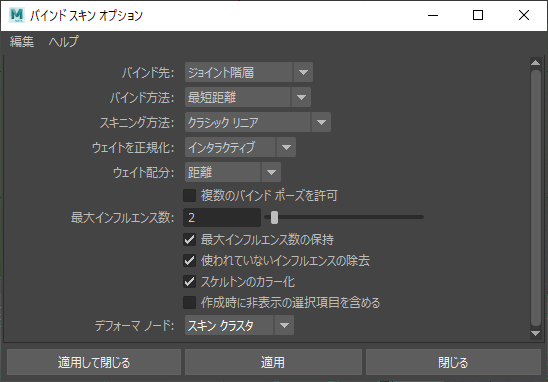 バインド スキン オプション
編集 ヘルプ
バインド先: ジョイント階層
バインド方法: 最短距離
スキニング方法: クラシック リニア
ウェイトを正規化: インタラクティブ
ウェイト配分: 距離
複数のバインド ポーズを許可
最大インフルエンス数: 2
最大インフルエンス数の保持
使われていないインフルエンスの除去
スケルトンのカラー化
作成時に非表示の選択項目を含める
デフォーマ ノード: スキン クラスタ
適用して閉じる 適用 閉じる